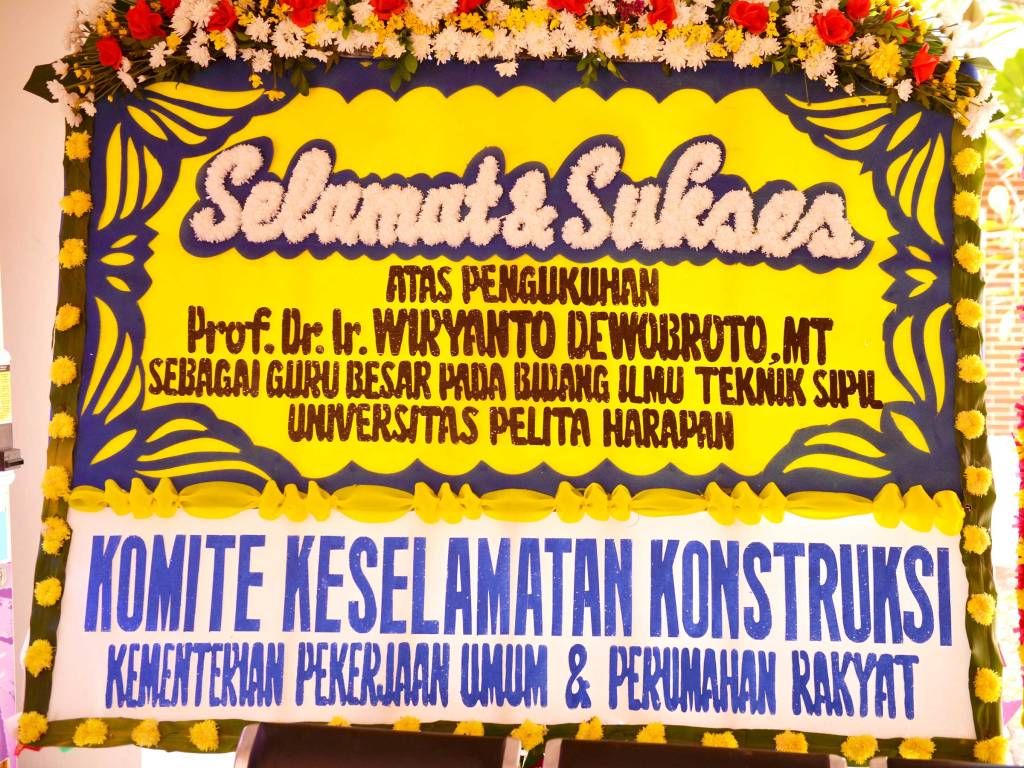 Selamat & Sukses
ATAS PENGUKUHAN
Prof. Dr. Ir. WIRYANTO DEWOBROTO, MT
SEBAGAI GURU BESAR PADA BIDANG ILMU TEKNIK SIPIL
UNIVERSITAS PELITA HARAPAN
KOMITE KESELAMATAN KONSTRUKSI
KEMENTERIAN PEKERJAAN UMUM & PERUMAHAN RAKYAT